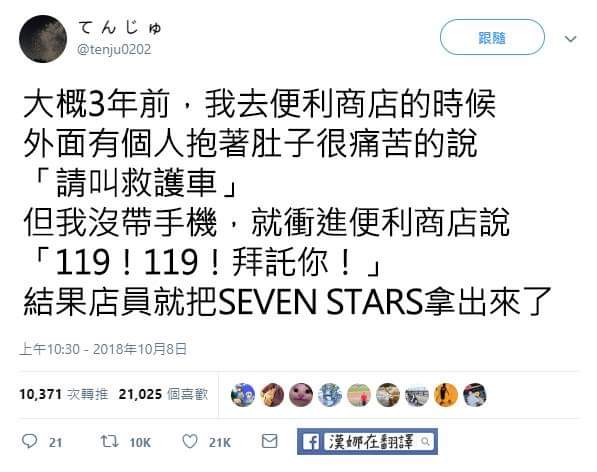 てんじゅ
@tenju0202
跟隨
大概3年前，我去便利商店的時候
外面有個人抱著肚子很痛苦的說
「請叫救護車」
但我沒帶手機，就衝進便利商店說
「119！119！拜託你！」
結果店員就把SEVEN STARS拿出來了
上午10:30 - 2018年10月8日
10,371 次轉推 21,025 個喜歡
21 10K 21K
f 漢娜在翻譯